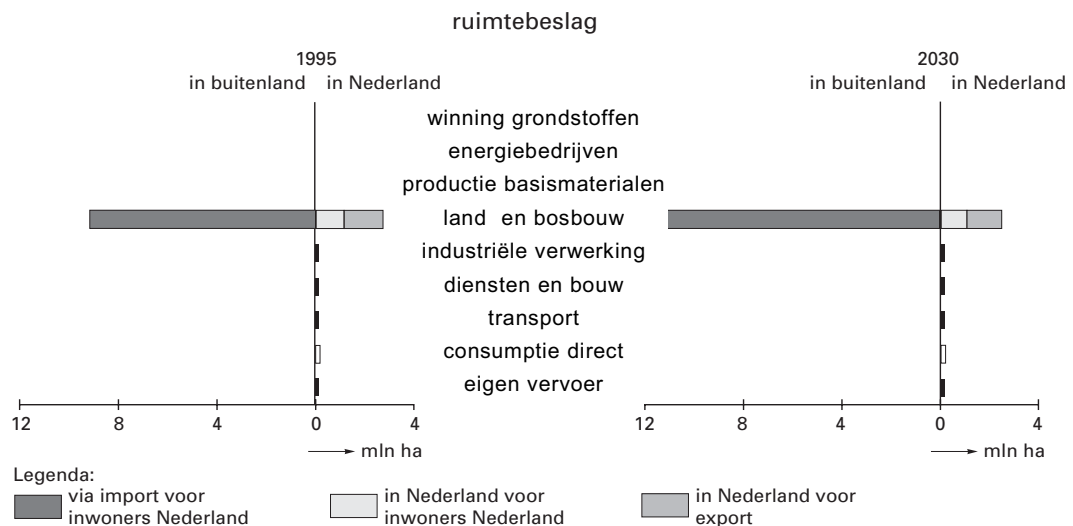 ruimtebeslag
1995
in buitenland in Nederland
2030
in buitenland in Nederland
winning grondstoffen
energiebedrijven
productie basismaterialen
land en bosbouw
industriële verwerking
diensten en bouw
transport
consumptie direct
eigen vervoer
12 8 4 0 4
mln ha
12 8 4 0 4
mln ha
Legenda:
via import voor
inwoners Nederland
in Nederland voor
inwoners Nederland
in Nederland voor
export